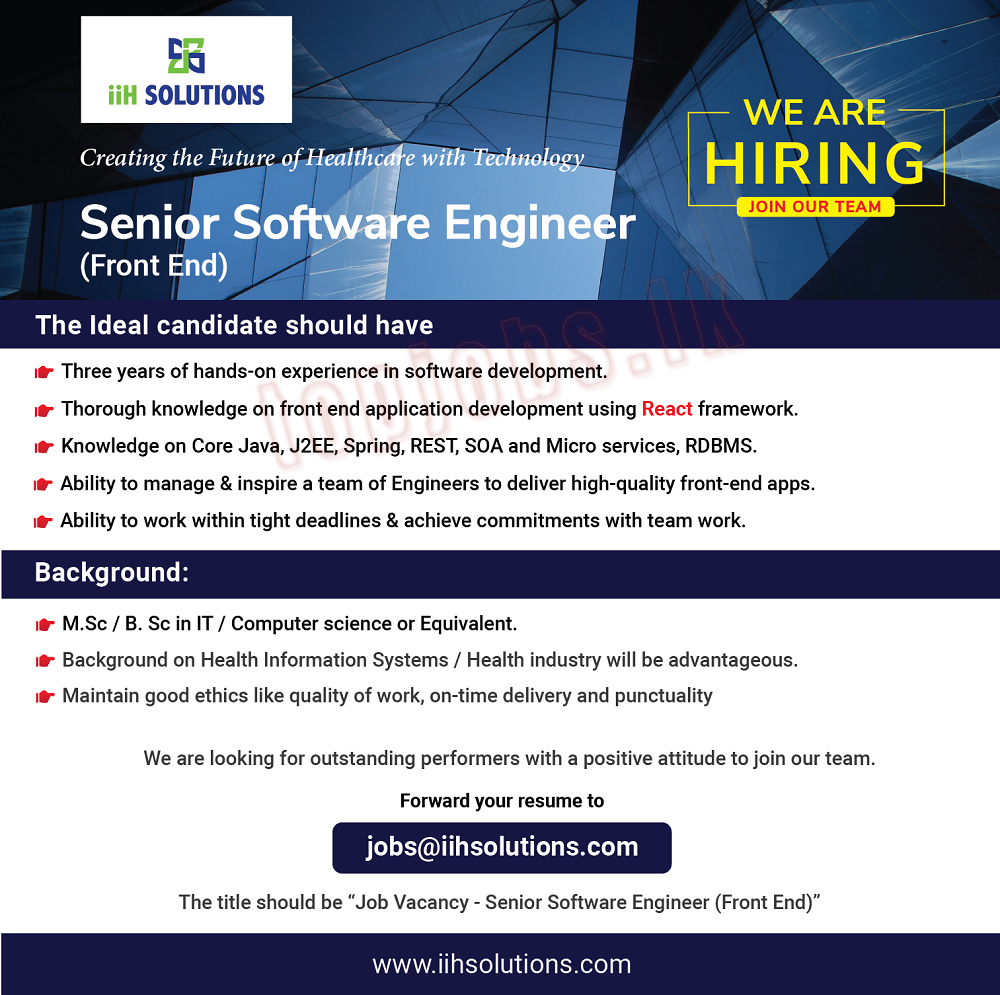 iiH SOLUTIONS
Creating the Future of Healthcare with Technology
WE ARE
HIRING
JOIN OUR TEAM
Senior Software Engineer
(Front End)
The Ideal candidate should have
Three years of hands-on experience in software development.
Thorough knowledge on front end application development using React framework.
Knowledge on Core Java, J2EE, Spring, REST, SOA and Micro services, RDBMS.
Ability to manage & inspire a team of Engineers to deliver high-quality front-end apps.
Ability to work within tight deadlines & achieve commitments with team work.
topjobs.lk
Background:
M.Sc / B. Sc in IT / Computer science or Equivalent.
Background on Health Information Systems / Health industry will be advantageous.
Maintain good ethics like quality of work, on-time delivery and punctuality
We are looking for outstanding performers with a positive attitude to join our team.
Forward your resume to
jobs@iihsolutions.com
The title should be “Job Vacancy - Senior Software Engineer (Front End)”
www.iihsolutions.com